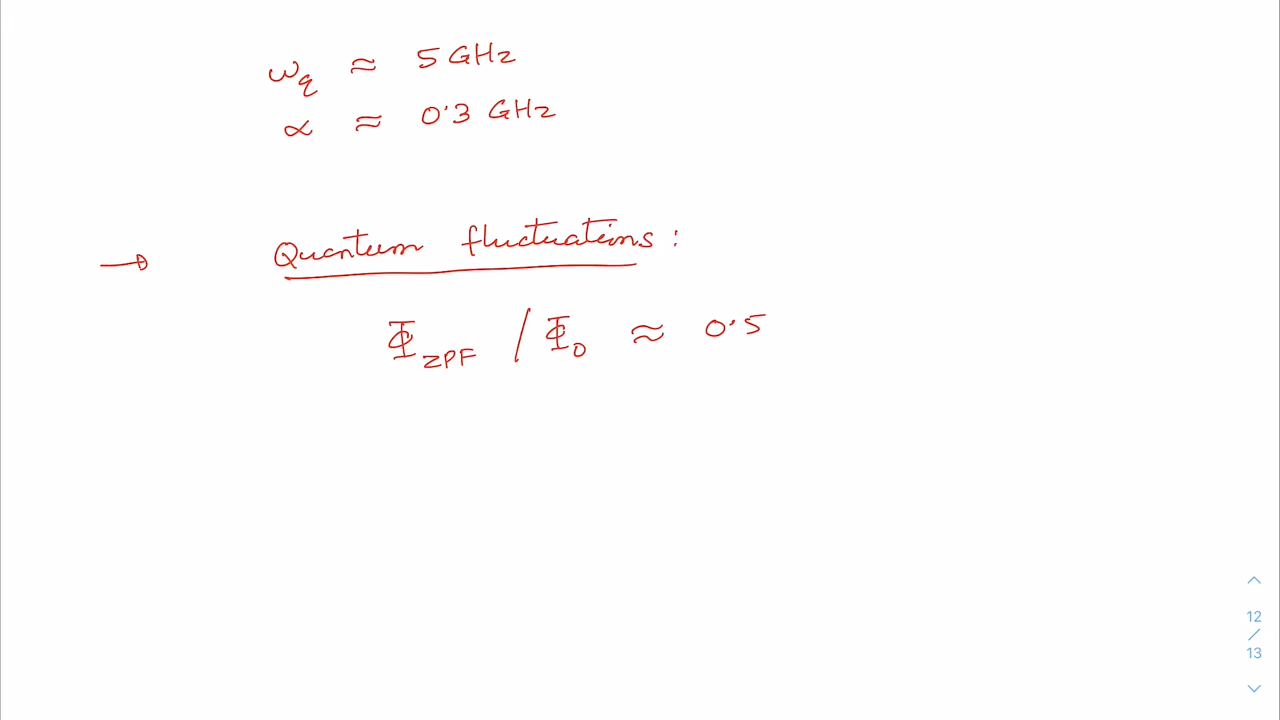 ω_q ≈ 5 GHz
α ≈ 0.3 GHz
→ Quantum fluctuations :
Φ_ZPF / Φ_0 ≈ 0.5
12
/
13